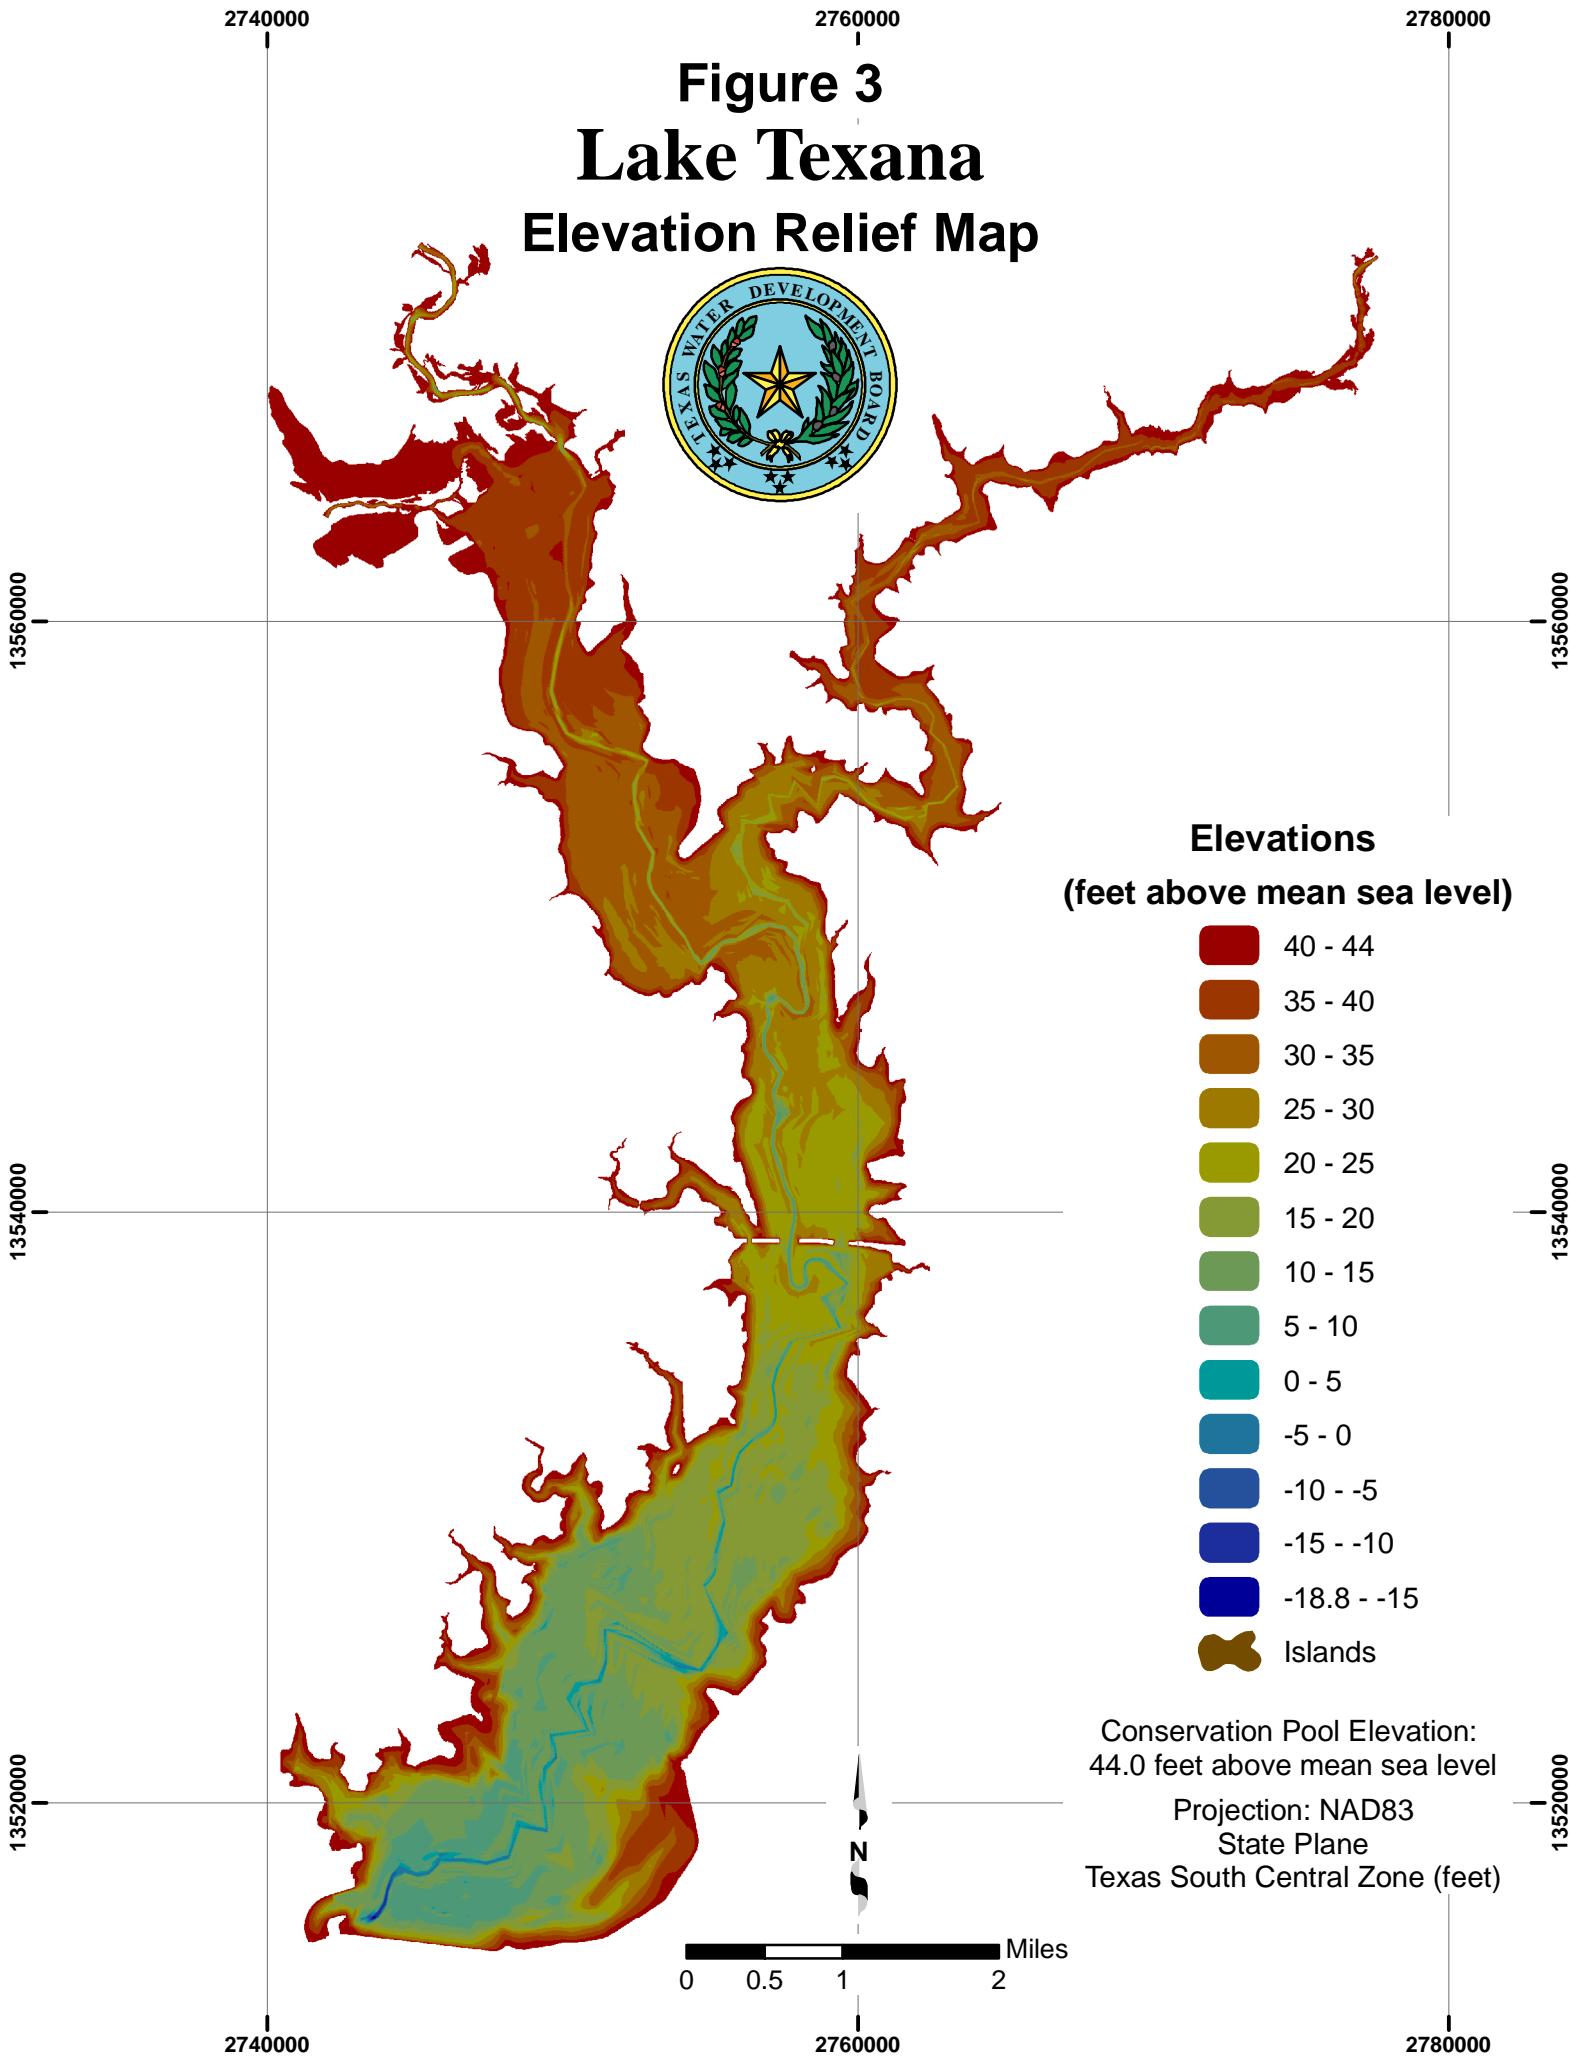 2740000
2760000
2780000
Figure 3
Lake Texana
Elevation Relief Map
TEXAS WATER DEVELOPMENT BOARD
13560000
13560000
Elevations
(feet above mean sea level)
40 - 44
35 - 40
30 - 35
25 - 30
20 - 25
15 - 20
10 - 15
5 - 10
0 - 5
-5 - 0
-10 - -5
-15 - -10
-18.8 - -15
Islands
13540000
13540000
Conservation Pool Elevation:
44.0 feet above mean sea level
Projection: NAD83
State Plane
Texas South Central Zone (feet)
13520000
13520000
N
Miles
0 0.5 1 2
2740000
2760000
2780000